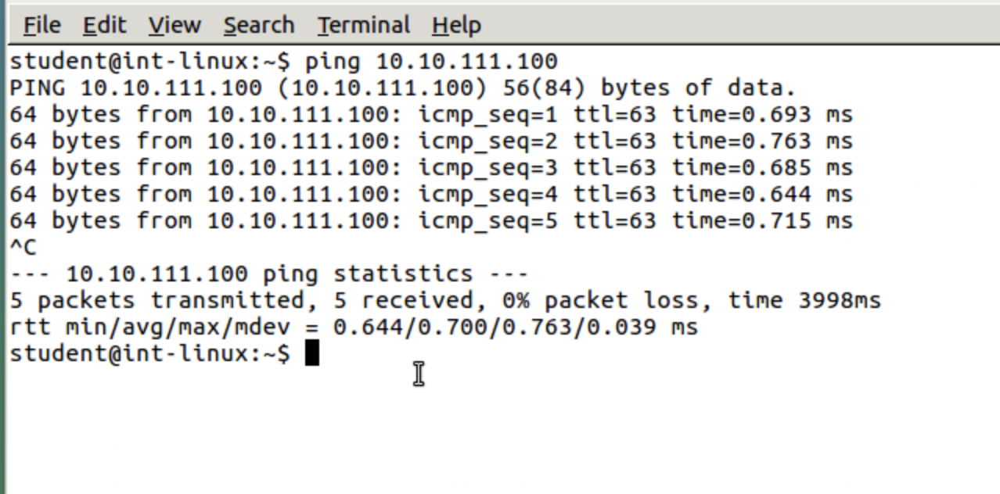 File Edit View Search Terminal Help
student@int-linux:~$ ping 10.10.111.100
PING 10.10.111.100 (10.10.111.100) 56(84) bytes of data.
64 bytes from 10.10.111.100: icmp_seq=1 ttl=63 time=0.693 ms
64 bytes from 10.10.111.100: icmp_seq=2 ttl=63 time=0.763 ms
64 bytes from 10.10.111.100: icmp_seq=3 ttl=63 time=0.685 ms
64 bytes from 10.10.111.100: icmp_seq=4 ttl=63 time=0.644 ms
64 bytes from 10.10.111.100: icmp_seq=5 ttl=63 time=0.715 ms
^C
--- 10.10.111.100 ping statistics ---
5 packets transmitted, 5 received, 0% packet loss, time 3998ms
rtt min/avg/max/mdev = 0.644/0.700/0.763/0.039 ms
student@int-linux:~$